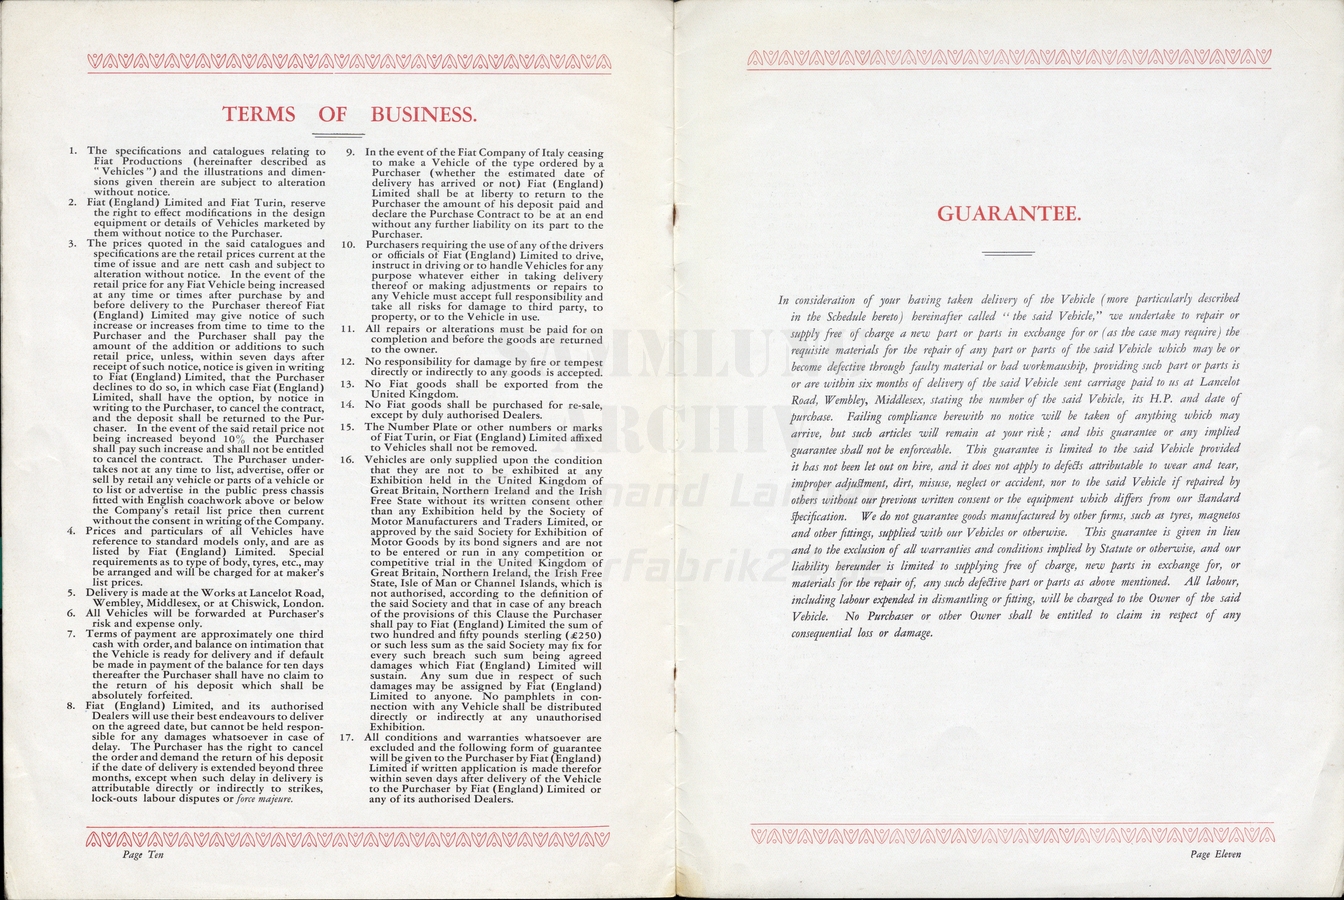 TERMS OF BUSINESS.
1. The specifications and catalogues relating to
Fiat Productions (hereinafter described as
"Vehicles") and the illustrations and dimen-
sions given therein are subject to alteration
without notice.
2. Fiat (England) Limited and Fiat Turin, reserve
the right to effect modifications in the design
equipment or details of Vehicles marketed by
them without notice to the Purchaser.
3. The prices quoted in the said catalogues and
specifications are the retail prices current at the
time of issue and are nett cash and subject to
alteration without notice. In the event of the
retail price for any Fiat Vehicle being increased
at any time or times after purchase by and
before delivery to the Purchaser thereof Fiat
(England) Limited may give notice of such
increase or increases from time to time to the
Purchaser and the Purchaser shall pay the
amount of the addition or additions to such
retail price, unless, within seven days after
receipt of such notice, notice is given in writing
to Fiat (England) Limited, that the Purchaser
declines to do so, in which case Fiat (England)
Limited, shall have the option, by notice in
writing to the Purchaser, to cancel the contract,
and the deposit shall be returned to the Pur-
chaser. In the event of the said retail price not
being increased beyond 10% the Purchaser
shall pay such increase and shall not be entitled
to cancel the contract. The Purchaser under-
takes not at any time to list, advertise, offer or
sell by retail any vehicle or parts of a vehicle or
to list or advertise in the public press chassis
fitted with English coachwork above or below
the Company's retail list price then current
without the consent in writing of the Company.
4. Prices and particulars of all Vehicles have
reference to standard models only, and are as
listed by Fiat (England) Limited. Special
requirements as to type of body, tyres, etc., may
be arranged and will be charged for at maker's
list prices.
5. Delivery is made at the Works at Lancelot Road,
Wembley, Middlesex, or at Chiswick, London.
6. All Vehicles will be forwarded at Purchaser's
risk and expense only.
7. Terms of payment are approximately one third
cash with order, and balance on intimation that
the Vehicle is ready for delivery and if default
be made in payment of the balance for ten days
thereafter the Purchaser shall have no claim to
the return of his deposit which shall be
absolutely forfeited.
8. Fiat (England) Limited, and its authorised
Dealers will use their best endeavours to deliver
on the agreed date, but cannot be held respon-
sible for any damages whatsoever in case of
delay. The Purchaser has the right to cancel
the order and demand the return of his deposit
if the date of delivery is extended beyond three
months, except when such delay in delivery is
attributable directly or indirectly to strikes,
lock-outs labour disputes or force majeure.
9. In the event of the Fiat Company of Italy ceasing
to make a Vehicle of the type ordered by a
Purchaser (whether the estimated date of
delivery has arrived or not) Fiat (England)
Limited shall be at liberty to return to the
Purchaser the amount of his deposit paid and
declare the Purchase Contract to be at an end
without any further liability on its part to the
Purchaser.
10. Purchasers requiring the use of any of the drivers
or officials of Fiat (England) Limited to drive,
instruct in driving or to handle Vehicles for any
purpose whatever either in taking delivery
thereof or making adjustments or repairs to
any Vehicle must accept full responsibility and
take all risks for damage to third party, to
property, or to the Vehicle in use.
11. All repairs or alterations must be paid for on
completion and before the goods are returned
to the owner.
12. No responsibility for damage by fire or tempest
directly or indirectly to any goods is accepted.
13. No Fiat goods shall be exported from the
United Kingdom.
14. No Fiat goods shall be purchased for re-sale,
except by duly authorised Dealers.
15. The Number Plate or other numbers or marks
of Fiat Turin, or Fiat (England) Limited affixed
to Vehicles shall not be removed.
16. Vehicles are only supplied upon the condition
that they are not to be exhibited at any
Exhibition held in the United Kingdom of
Great Britain, Northern Ireland and the Irish
Free State without its written consent other
than any Exhibition held by the Society of
Motor Manufacturers and Traders Limited, or
approved by the said Society for Exhibition of
Motor Goods by its bond signers and are not
to be entered or run in any competition or
competitive trial in the United Kingdom of
Great Britain, Northern Ireland, the Irish Free
State, Isle of Man or Channel Islands, which is
not authorised, according to the definition of
the said Society and that in case of any breach
of the provisions of this Clause the Purchaser
shall pay to Fiat (England) Limited the sum of
two hundred and fifty pounds sterling (£250)
or such less sum as the said Society may fix for
every such breach such sum being agreed
damages which Fiat (England) Limited will
sustain. Any sum due in respect of such
damages may be assigned by Fiat (England)
Limited to anyone. No pamphlets in con-
nection with any Vehicle shall be distributed
directly or indirectly at any unauthorised
Exhibition.
17. All conditions and warranties whatsoever are
excluded and the following form of guarantee
will be given to the Purchaser by Fiat (England)
Limited if written application is made therefor
within seven days after delivery of the Vehicle
to the Purchaser by Fiat (England) Limited or
any of its authorised Dealers.
Page Ten
GUARANTEE.
In consideration of your having taken delivery of the Vehicle (more particularly described
in the Schedule hereto) hereinafter called "the said Vehicle," we undertake to repair or
supply free of charge a new part or parts in exchange for or (as the case may require) the
requisite materials for the repair of any part or parts of the said Vehicle which may be or
become defective through faulty material or bad workmanship, providing such part or parts is
or are within six months of delivery of the said Vehicle sent carriage paid to us at Lancelot
Road, Wembley, Middlesex, stating the number of the said Vehicle, its H.P. and date of
purchase. Failing compliance herewith no notice will be taken of anything which may
arrive, but such articles will remain at your risk; and this guarantee or any implied
guarantee shall not be enforceable. This guarantee is limited to the said Vehicle provided
it has not been let out on hire, and it does not apply to defects attributable to wear and tear,
improper adjustment, dirt, misuse, neglect or accident, nor to the said Vehicle if repaired by
others without our previous written consent or the equipment which differs from our standard
specification. We do not guarantee goods manufactured by other firms, such as tyres, magnetos
and other fittings, supplied with our Vehicles or otherwise. This guarantee is given in lieu
and to the exclusion of all warranties and conditions implied by Statute or otherwise, and our
liability hereunder is limited to supplying free of charge, new parts in exchange for, or
materials for the repair of, any such defective part or parts as above mentioned. All labour,
including labour expended in dismantling or fitting, will be charged to the Owner of the said
Vehicle. No Purchaser or other Owner shall be entitled to claim in respect of any
consequential loss or damage.
Page Eleven